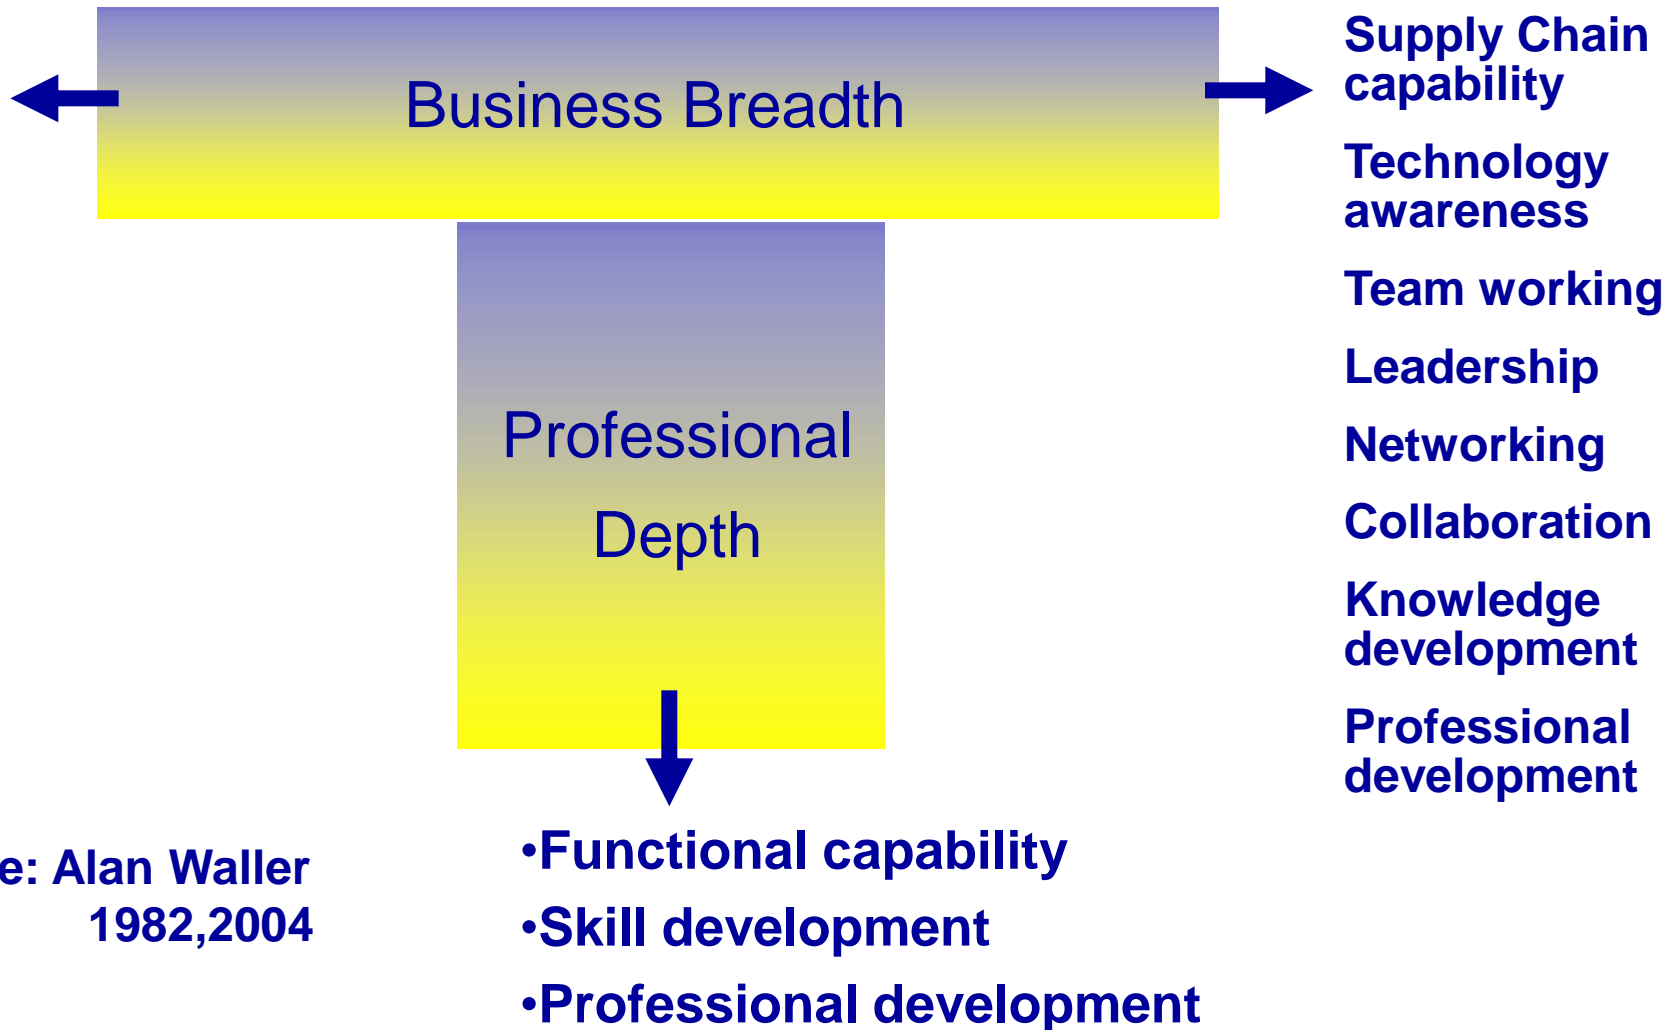 Business Breadth
Professional
Depth
Supply Chain
capability
Technology
awareness
Team working
Leadership
Networking
Collaboration
Knowledge
development
Professional
development
e: Alan Waller
1982,2004
•Functional capability
•Skill development
•Professional development